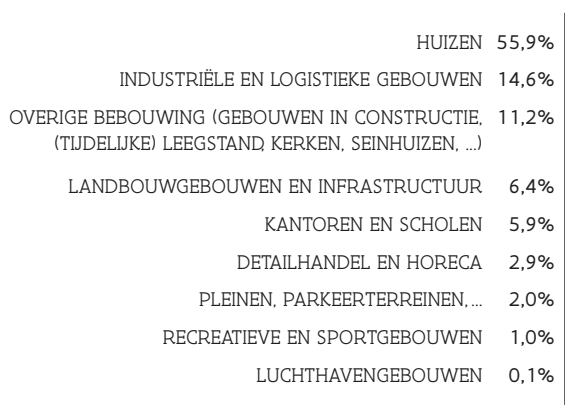 HUIZEN 55,9%
INDUSTRIËLE EN LOGISTIEKE GEBOUWEN 14,6%
OVERIGE BEBOUWING (GEBOUWEN IN CONSTRUCTIE, 11,2%
(TIJDELIJKE) LEEGSTAND, KERKEN, SEINHUIZEN, ...)
LANDBOUWGEBOUWEN EN INFRASTRUCTUUR 6,4%
KANTOREN EN SCHOLEN 5,9%
DETAILHANDEL EN HORECA 2,9%
PLEINEN, PARKEERTERREINEN, ... 2,0%
RECREATIEVE EN SPORTGEBOUWEN 1,0%
LUCHTHAVENGEBOUWEN 0,1%